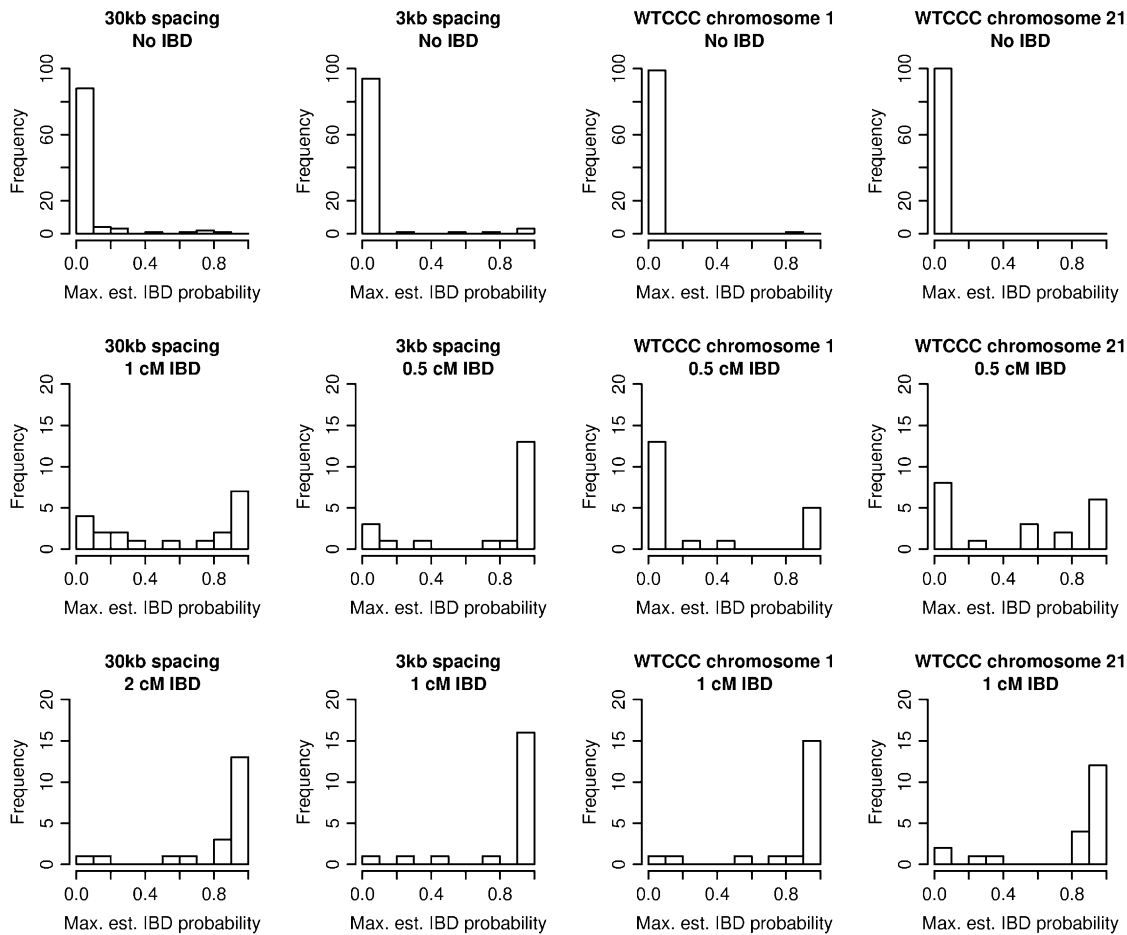 30kb spacing
No IBD
100
60
20
0
Frequency
0.0 0.4 0.8
Max. est. IBD probability
3kb spacing
No IBD
100
60
20
0
Frequency
0.0 0.4 0.8
Max. est. IBD probability
WTCCC chromosome 1
No IBD
100
60
20
0
Frequency
0.0 0.4 0.8
Max. est. IBD probability
WTCCC chromosome 21
No IBD
100
60
20
0
Frequency
0.0 0.4 0.8
Max. est. IBD probability
30kb spacing
1 cM IBD
20
15
10
5
0
Frequency
0.0 0.4 0.8
Max. est. IBD probability
3kb spacing
0.5 cM IBD
20
15
10
5
0
Frequency
0.0 0.4 0.8
Max. est. IBD probability
WTCCC chromosome 1
0.5 cM IBD
20
15
10
5
0
Frequency
0.0 0.4 0.8
Max. est. IBD probability
WTCCC chromosome 21
0.5 cM IBD
20
15
10
5
0
Frequency
0.0 0.4 0.8
Max. est. IBD probability
30kb spacing
2 cM IBD
20
15
10
5
0
Frequency
0.0 0.4 0.8
Max. est. IBD probability
3kb spacing
1 cM IBD
20
15
10
5
0
Frequency
0.0 0.4 0.8
Max. est. IBD probability
WTCCC chromosome 1
1 cM IBD
20
15
10
5
0
Frequency
0.0 0.4 0.8
Max. est. IBD probability
WTCCC chromosome 21
1 cM IBD
20
15
10
5
0
Frequency
0.0 0.4 0.8
Max. est. IBD probability